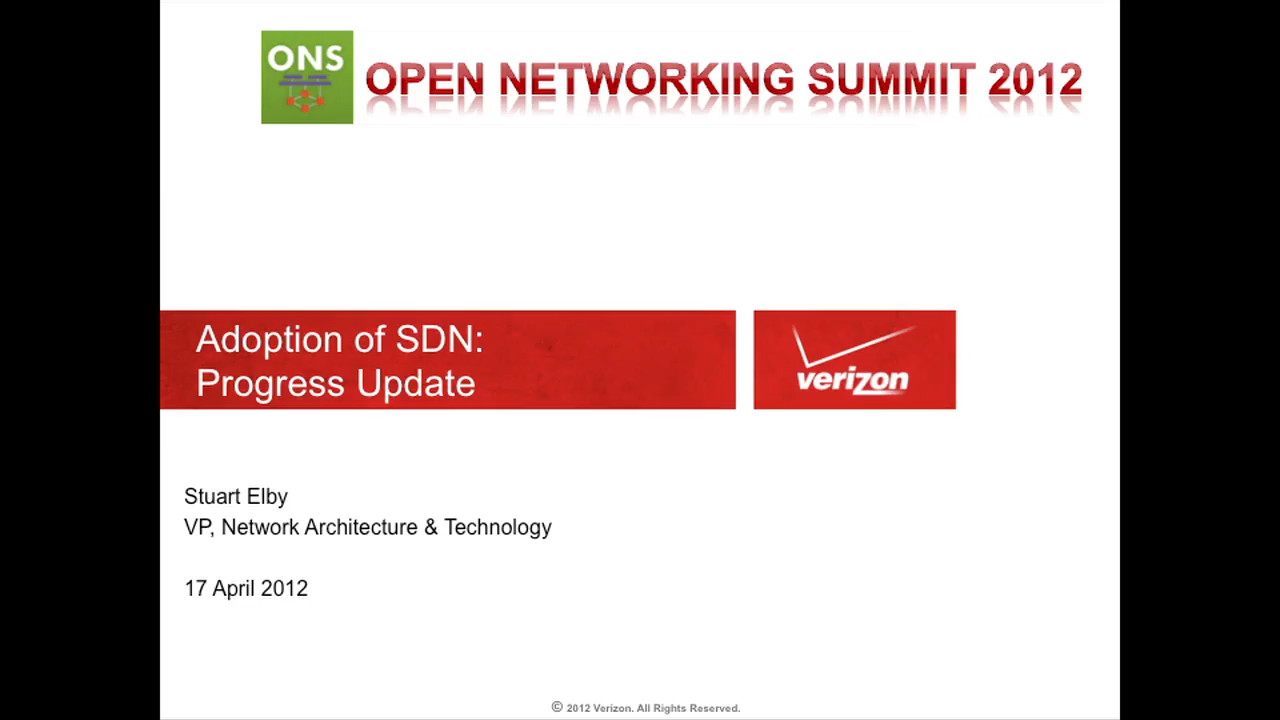 ONS
OPEN NETWORKING SUMMIT 2012
Adoption of SDN:
Progress Update
verizon
Stuart Elby
VP, Network Architecture & Technology
17 April 2012
© 2012 Verizon. All Rights Reserved.